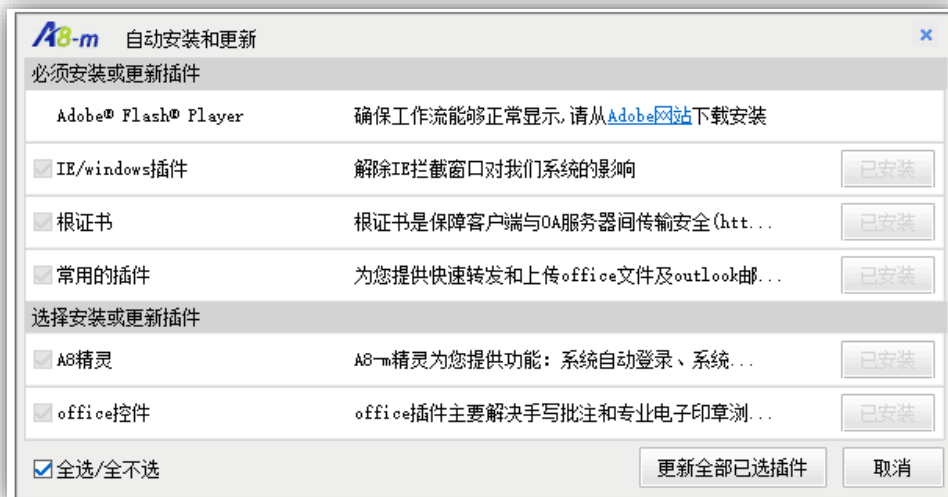 A8-m 自动安装和更新
必须安装或更新插件
Adobe® Flash® Player 确保工作流能够正常显示,请从Adobe网站下载安装
IE/windows插件 解除IE拦截窗口对我们系统的影响 已安装
根证书 根证书是保障客户端与OA服务器间传输安全(htt... 已安装
常用的插件 为您提供快速转发和上传office文件及outlook邮... 已安装
选择安装或更新插件
A8精灵 A8-m精灵为您提供功能：系统自动登录、系统... 已安装
office控件 office插件主要解决手写批注和专业电子印章浏... 已安装
全选/全不选 更新全部已选插件 取消